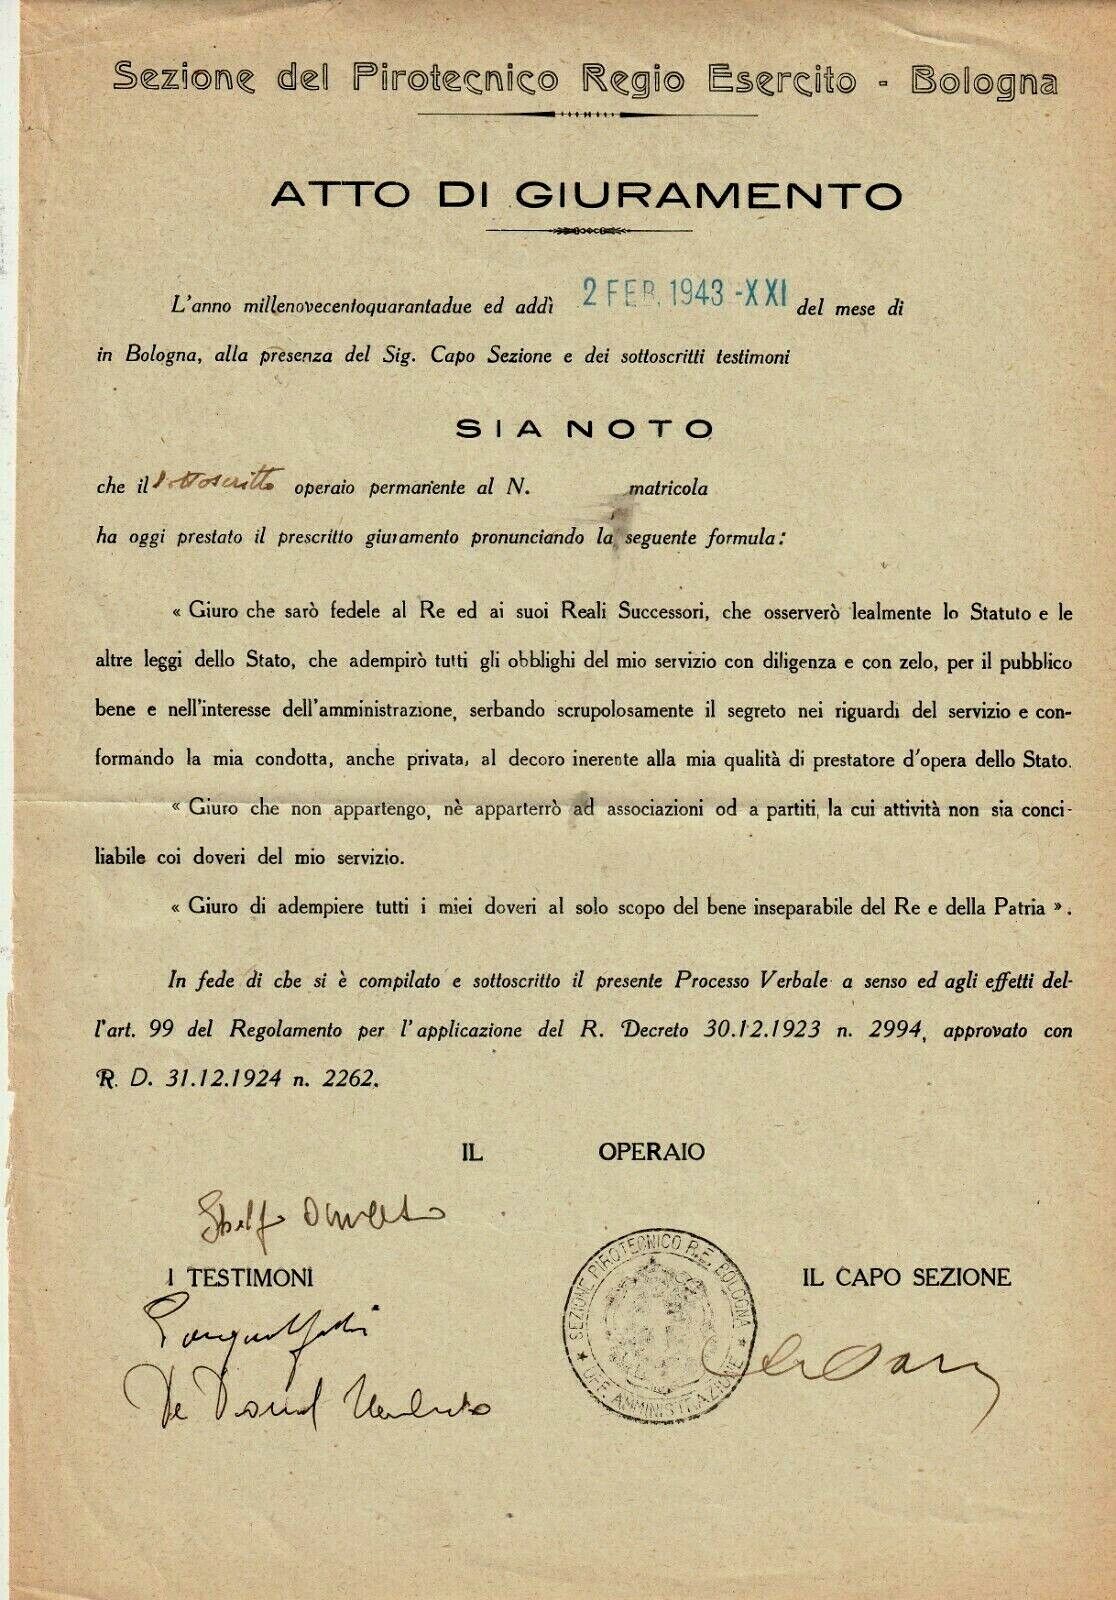 Sezione del Pirotecnico Regio Esercito - Bologna
ATTO DI GIURAMENTO
L'anno millenovecentoquarantadue ed addì 2 FEB. 1943 -XXI del mese di
in Bologna, alla presenza del Sig. Capo Sezione e dei sottoscritti testimoni
SIA NOTO
che il sottoscritto operaio permanente al N. matricola
ha oggi prestato il prescritto giuramento pronunciando la seguente formula:
« Giuro che sarò fedele al Re ed ai suoi Reali Successori, che osserverò lealmente lo Statuto e le
altre leggi dello Stato, che adempirò tutti gli obblighi del mio servizio con diligenza e con zelo, per il pubblico
bene e nell'interesse dell'amministrazione, serbando scrupolosamente il segreto nei riguardi del servizio e con-
formando la mia condotta, anche privata, al decoro inerente alla mia qualità di prestatore d'opera dello Stato.
« Giuro che non appartengo, nè apparterrò ad associazioni od a partiti, la cui attività non sia conci-
liabile coi doveri del mio servizio.
« Giuro di adempiere tutti i miei doveri al solo scopo del bene inseparabile del Re e della Patria ».
In fede di che si è compilato e sottoscritto il presente Processo Verbale a senso ed agli effetti del-
l'art. 99 del Regolamento per l'applicazione del R. Decreto 30.12.1923 n. 2994, approvato con
R. D. 31.12.1924 n. 2262.
IL OPERAIO
I TESTIMONI
SEZIONE PIROTECNICO R.E. BOLOGNA
UFF. AMMINISTRAZIONE
IL CAPO SEZIONE
De